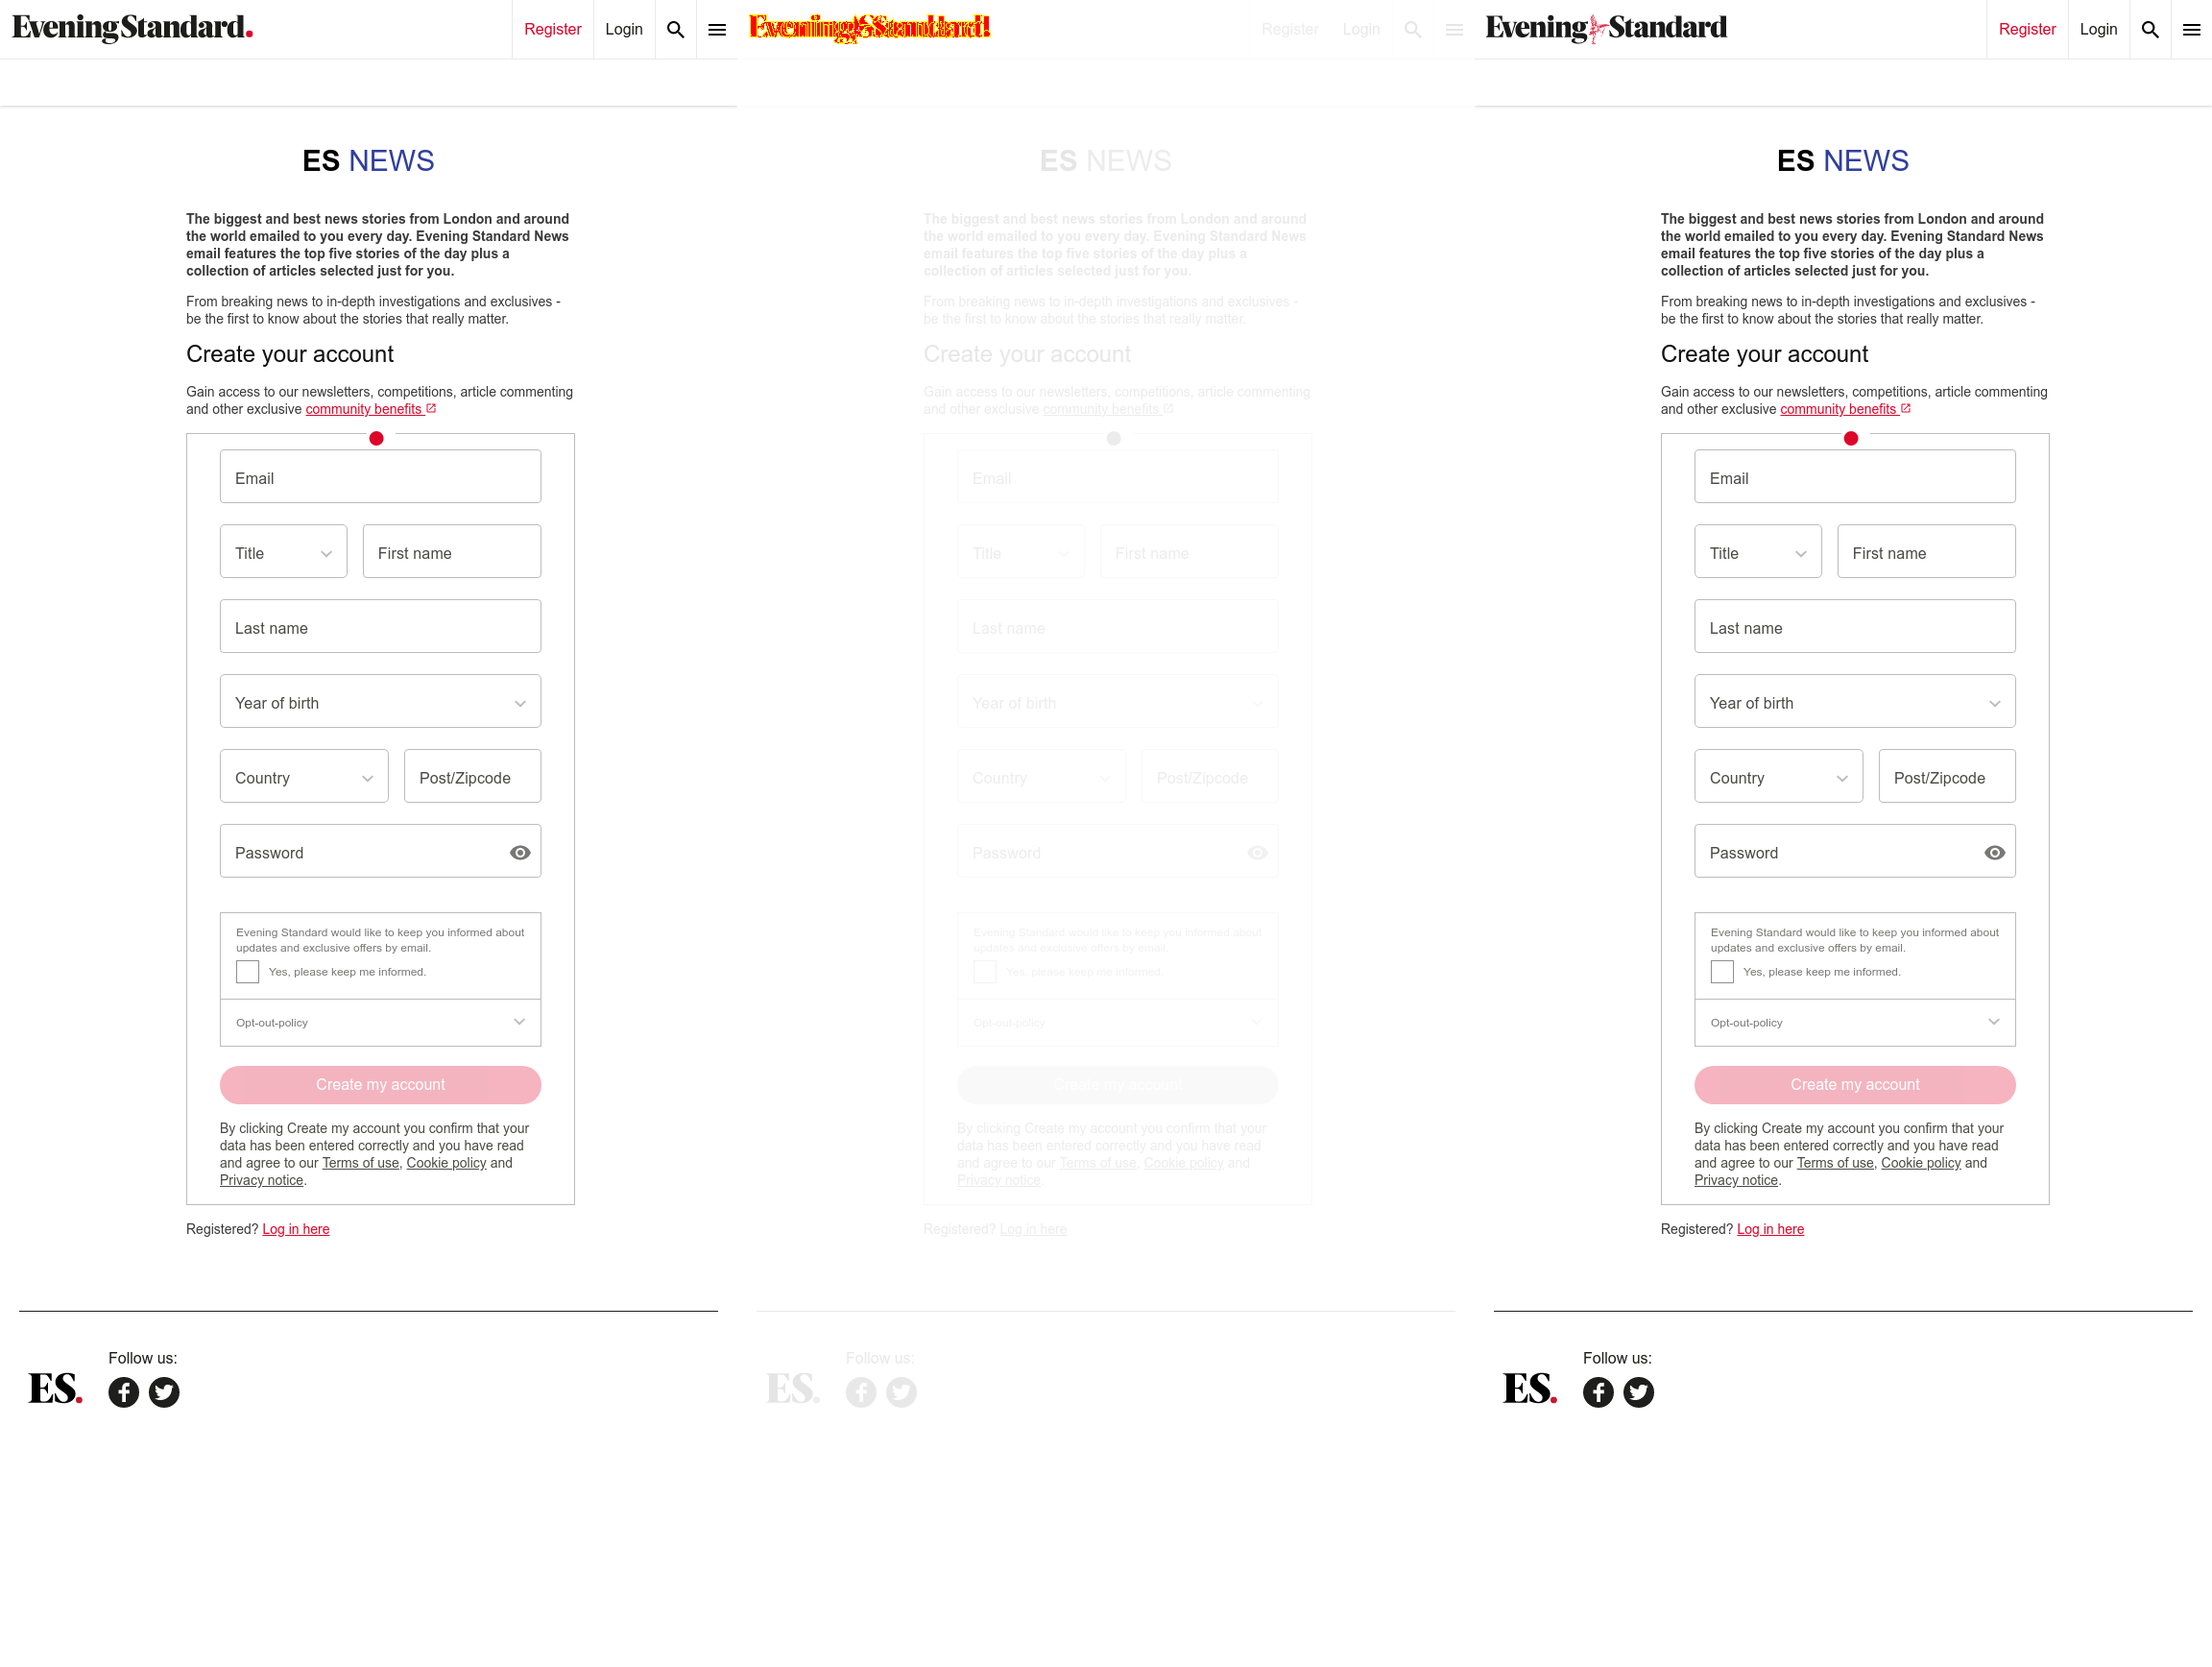 Evening Standard.
Register Login
ES NEWS
The biggest and best news stories from London and around
the world emailed to you every day. Evening Standard News
email features the top five stories of the day plus a
collection of articles selected just for you.
From breaking news to in-depth investigations and exclusives -
be the first to know about the stories that really matter.
Create your account
Gain access to our newsletters, competitions, article commenting
and other exclusive community benefits
Email
Title First name
Last name
Year of birth
Country Post/Zipcode
Password
Evening Standard would like to keep you informed about
updates and exclusive offers by email.
Yes, please keep me informed.
Opt-out-policy
Create my account
By clicking Create my account you confirm that your
data has been entered correctly and you have read
and agree to our Terms of use, Cookie policy and
Privacy notice.
Registered? Log in here
Follow us:
ES.
Register Login
ES NEWS
The biggest and best news stories from London and around
the world emailed to you every day. Evening Standard News
email features the top five stories of the day plus a
collection of articles selected just for you.
From breaking news to in-depth investigations and exclusives -
be the first to know about the stories that really matter.
Create your account
Gain access to our newsletters, competitions, article commenting
and other exclusive community benefits
Email
Title First name
Last name
Year of birth
Country Post/Zipcode
Password
Evening Standard would like to keep you informed about
updates and exclusive offers by email.
Yes, please keep me informed.
Opt-out-policy
Create my account
By clicking Create my account you confirm that your
data has been entered correctly and you have read
and agree to our Terms of use, Cookie policy and
Privacy notice.
Registered? Log in here
Follow us:
ES.
Evening Standard
Register Login
ES NEWS
The biggest and best news stories from London and around
the world emailed to you every day. Evening Standard News
email features the top five stories of the day plus a
collection of articles selected just for you.
From breaking news to in-depth investigations and exclusives -
be the first to know about the stories that really matter.
Create your account
Gain access to our newsletters, competitions, article commenting
and other exclusive community benefits
Email
Title First name
Last name
Year of birth
Country Post/Zipcode
Password
Evening Standard would like to keep you informed about
updates and exclusive offers by email.
Yes, please keep me informed.
Opt-out-policy
Create my account
By clicking Create my account you confirm that your
data has been entered correctly and you have read
and agree to our Terms of use, Cookie policy and
Privacy notice.
Registered? Log in here
Follow us:
ES.